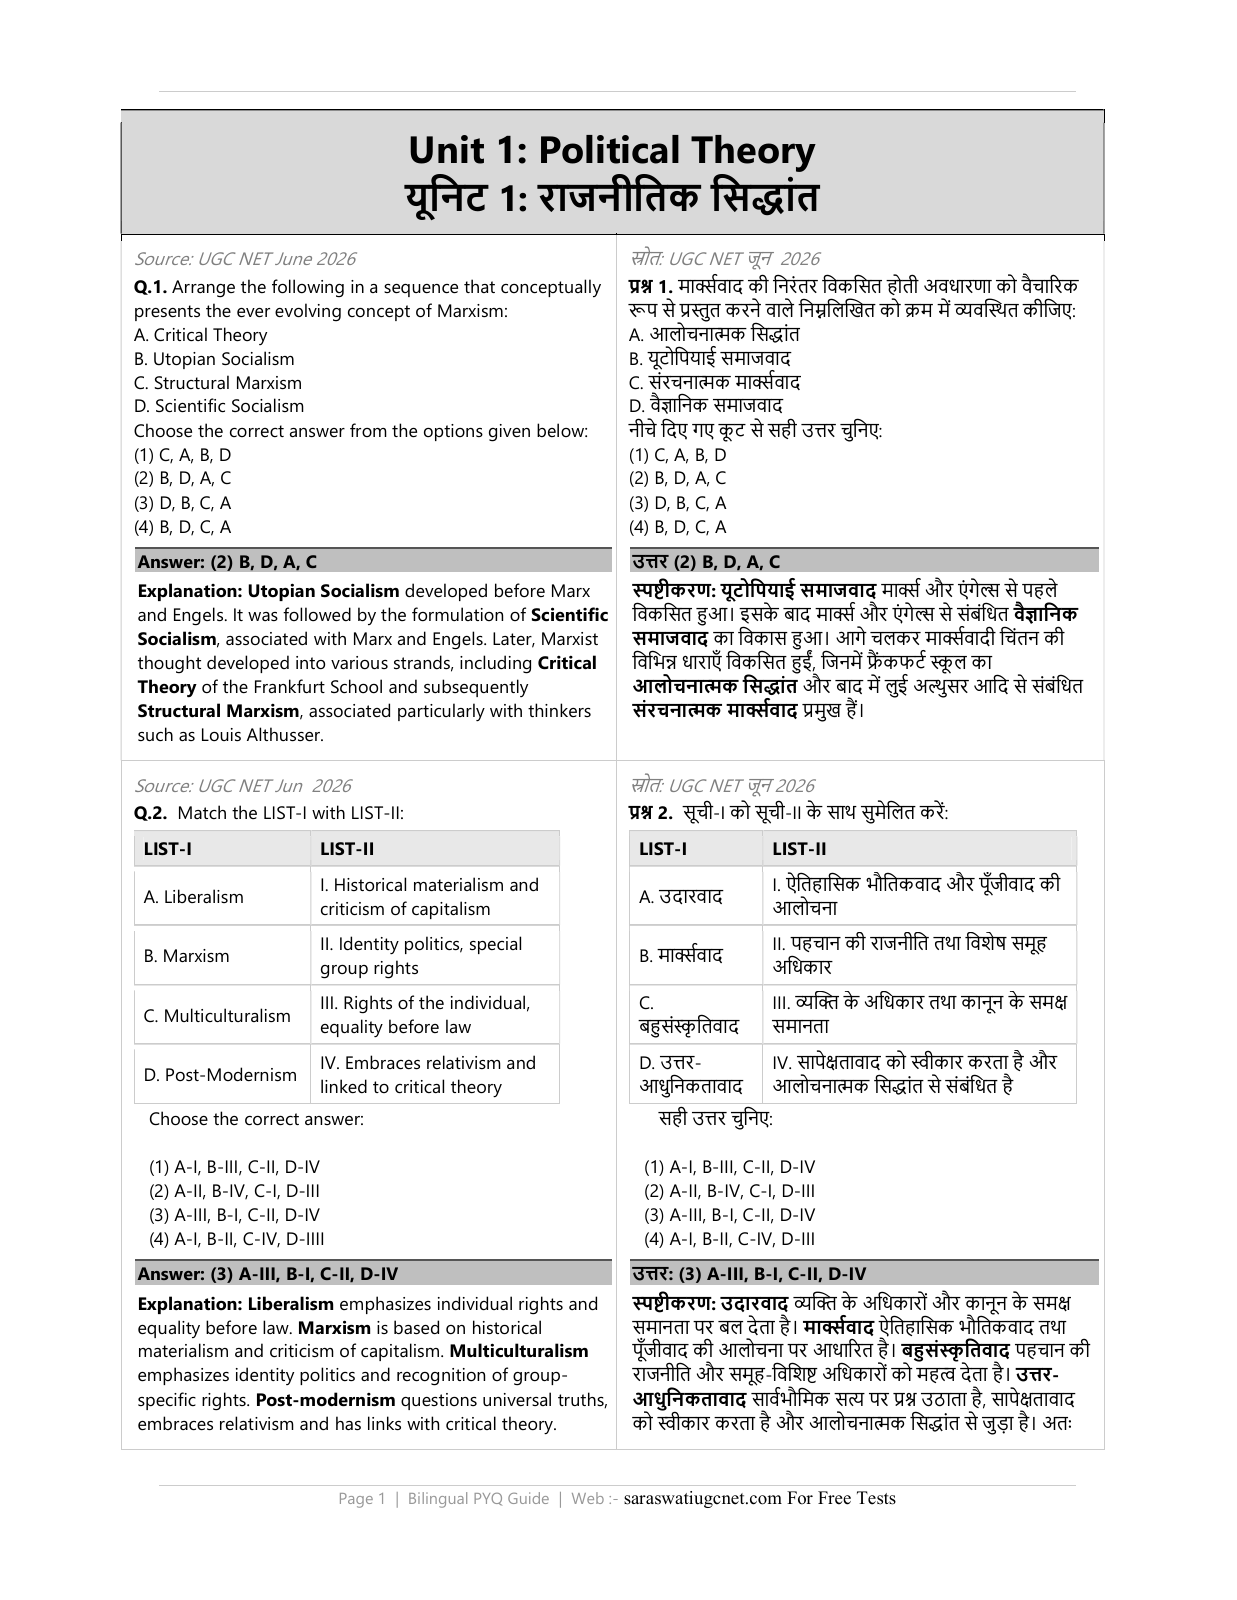 Unit 1: Political Theory
यूनिट 1: राजनीतिक सिद्धांत
Source: UGC NET June 2026
Q.1. Arrange the following in a sequence that conceptually
presents the ever evolving concept of Marxism:
A. Critical Theory
B. Utopian Socialism
C. Structural Marxism
D. Scientific Socialism
Choose the correct answer from the options given below:
(1) C, A, B, D
(2) B, D, A, C
(3) D, B, C, A
(4) B, D, C, A
Answer: (2) B, D, A, C
Explanation: Utopian Socialism developed before Marx
and Engels. It was followed by the formulation of Scientific
Socialism, associated with Marx and Engels. Later, Marxist
thought developed into various strands, including Critical
Theory of the Frankfurt School and subsequently
Structural Marxism, associated particularly with thinkers
such as Louis Althusser.
स्रोत: UGC NET जून 2026
प्रश्न 1. मार्क्सवाद की निरंतर विकसित होती अवधारणा को वैचारिक
रूप से प्रस्तुत करने वाले निम्नलिखित को क्रम में व्यवस्थित कीजिए:
A. आलोचनात्मक सिद्धांत
B. यूटोपियाई समाजवाद
C. संरचनात्मक मार्क्सवाद
D. वैज्ञानिक समाजवाद
नीचे दिए गए कूट से सही उत्तर चुनिए:
(1) C, A, B, D
(2) B, D, A, C
(3) D, B, C, A
(4) B, D, C, A
उत्तर (2) B, D, A, C
स्पष्टीकरण: यूटोपियाई समाजवाद मार्क्स और एंगेल्स से पहले
विकसित हुआ। इसके बाद मार्क्स और एंगेल्स से संबंधित वैज्ञानिक
समाजवाद का विकास हुआ। आगे चलकर मार्क्सवादी चिंतन की
विभिन्न धाराएँ विकसित हुईं, जिनमें फ्रैंकफर्ट स्कूल का
आलोचनात्मक सिद्धांत और बाद में लुई अल्थुसर आदि से संबंधित
संरचनात्मक मार्क्सवाद प्रमुख हैं।
Source: UGC NET Jun 2026
Q.2. Match the LIST-I with LIST-II:
LIST-I LIST-II
A. Liberalism I. Historical materialism and
criticism of capitalism
B. Marxism II. Identity politics, special
group rights
C. Multiculturalism III. Rights of the individual,
equality before law
D. Post-Modernism IV. Embraces relativism and
linked to critical theory
Choose the correct answer:
(1) A-I, B-III, C-II, D-IV
(2) A-II, B-IV, C-I, D-III
(3) A-III, B-I, C-II, D-IV
(4) A-I, B-II, C-IV, D-IIII
Answer: (3) A-III, B-I, C-II, D-IV
Explanation: Liberalism emphasizes individual rights and
equality before law. Marxism is based on historical
materialism and criticism of capitalism. Multiculturalism
emphasizes identity politics and recognition of group-
specific rights. Post-modernism questions universal truths,
embraces relativism and has links with critical theory.
स्रोत: UGC NET जून 2026
प्रश्न 2. सूची-I को सूची-II के साथ सुमेलित करें:
LIST-I LIST-II
A. उदारवाद I. ऐतिहासिक भौतिकवाद और पूँजीवाद की
आलोचना
B. मार्क्सवाद II. पहचान की राजनीति तथा विशेष समूह
अधिकार
C.
बहुसंस्कृतिवाद III. व्यक्ति के अधिकार तथा कानून के समक्ष
समानता
D. उत्तर-
आधुनिकतावाद IV. सापेक्षतावाद को स्वीकार करता है और
आलोचनात्मक सिद्धांत से संबंधित है
सही उत्तर चुनिए:
(1) A-I, B-III, C-II, D-IV
(2) A-II, B-IV, C-I, D-III
(3) A-III, B-I, C-II, D-IV
(4) A-I, B-II, C-IV, D-III
उत्तर: (3) A-III, B-I, C-II, D-IV
स्पष्टीकरण: उदारवाद व्यक्ति के अधिकारों और कानून के समक्ष
समानता पर बल देता है। मार्क्सवाद ऐतिहासिक भौतिकवाद तथा
पूँजीवाद की आलोचना पर आधारित है। बहुसंस्कृतिवाद पहचान की
राजनीति और समूह-विशिष्ट अधिकारों को महत्व देता है। उत्तर-
आधुनिकतावाद सार्वभौमिक सत्य पर प्रश्न उठाता है, सापेक्षतावाद
को स्वीकार करता है और आलोचनात्मक सिद्धांत से जुड़ा है। अतः
Page 1 | Bilingual PYQ Guide | Web :- saraswatiugcnet.com For Free Tests